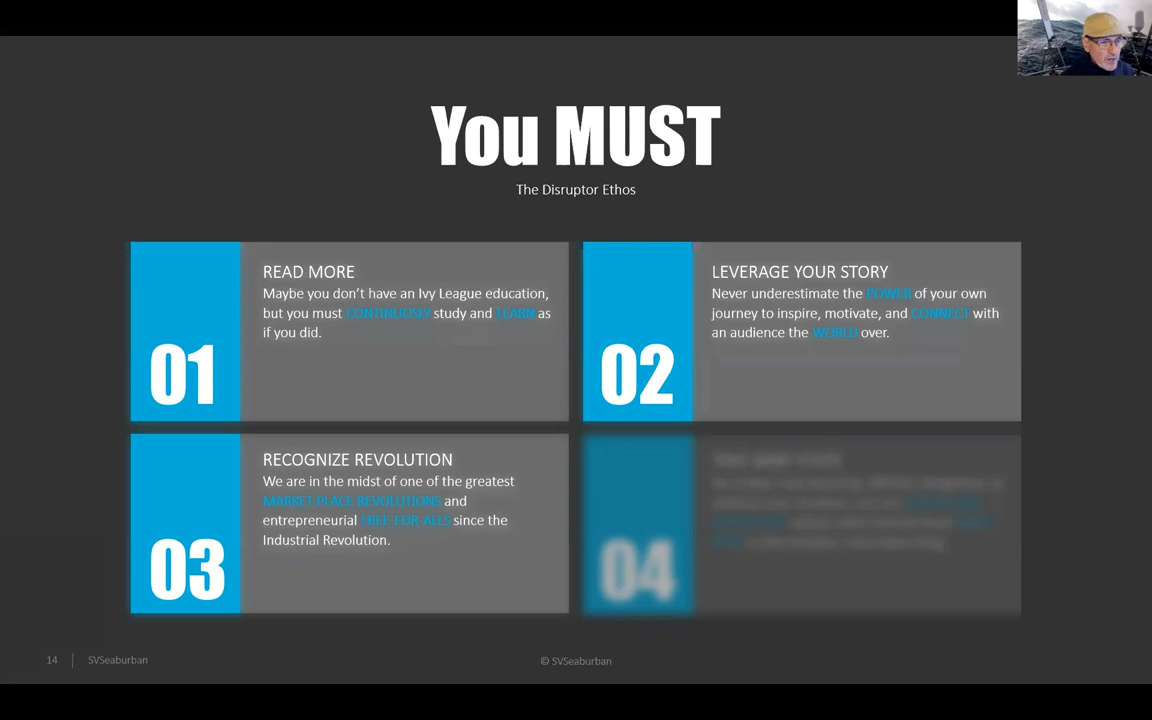 You MUST
The Disruptor Ethos
READ MORE
Maybe you don't have an Ivy League education,
but you must CONTINUOSLY study and LEARN as
if you did.
01
LEVERAGE YOUR STORY
Never underestimate the POWER of your own
journey to inspire, motivate, and CONNECT with
an audience the WORLD over.
02
RECOGNIZE REVOLUTION
We are in the midst of one of the greatest
MARKET PLACE REVOLUTIONS and
entrepreneurial FREE-FOR-ALLS since the
Industrial Revolution.
03
04
14
SVSeaburban
© SVSeaburban